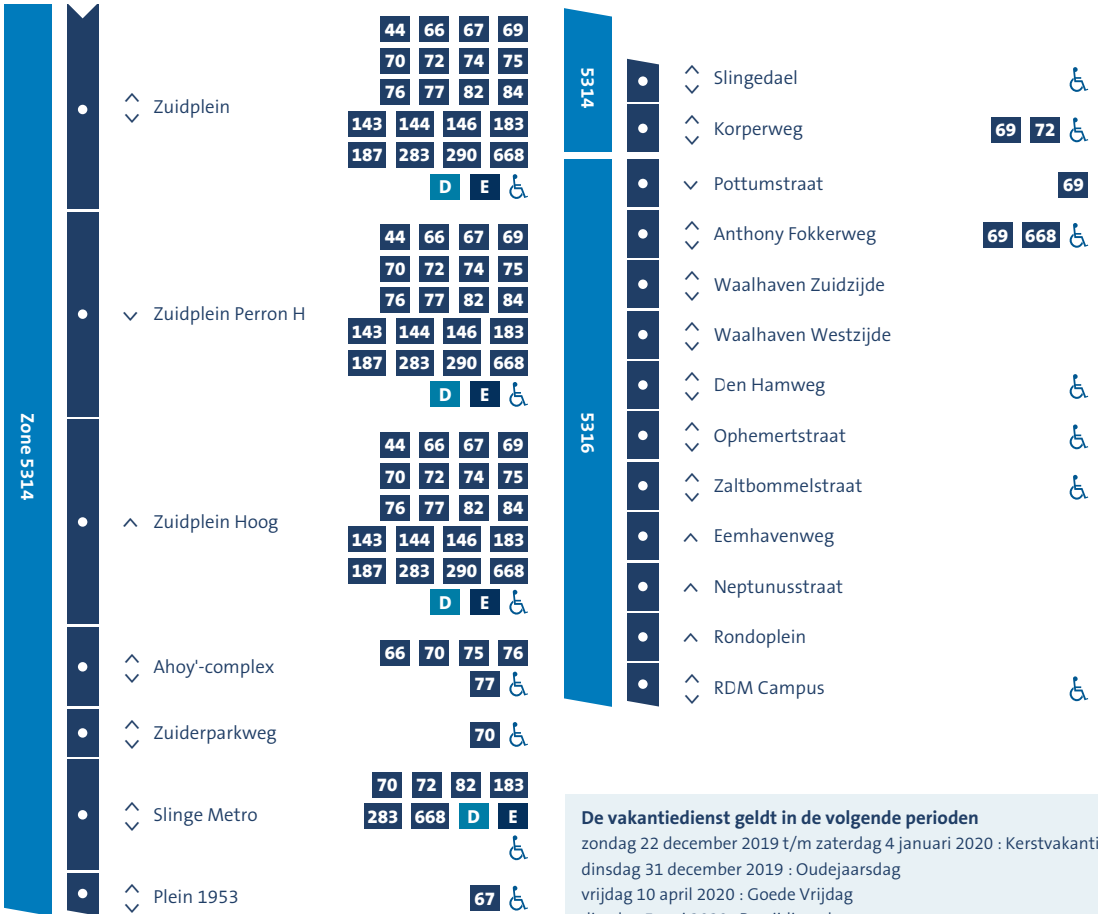 Zone 5314
44 66 67 69
70 72 74 75
76 77 82 84
Zuidplein
143 144 146 183
187 283 290 668
D E
44 66 67 69
70 72 74 75
76 77 82 84
Zuidplein Perron H
143 144 146 183
187 283 290 668
D E
44 66 67 69
70 72 74 75
76 77 82 84
Zuidplein Hoog
143 144 146 183
187 283 290 668
D E
66 70 75 76
Ahoy'-complex
77
Zuiderparkweg 70
70 72 82 183
Slinge Metro
283 668 D E
Plein 1953 67
5314
Slingedael
Korperweg 69 72
5316
Pottumstraat 69
Anthony Fokkerweg 69 668
Waalhaven Zuidzijde
Waalhaven Westzijde
Den Hamweg
Ophemertstraat
Zaltbommelstraat
Eemhavenweg
Neptunusstraat
Rondoplein
RDM Campus
De vakantiedienst geldt in de volgende perioden
zondag 22 december 2019 t/m zaterdag 4 januari 2020 : Kerstvakanti
dinsdag 31 december 2019 : Oudejaarsdag
vrijdag 10 april 2020 : Goede Vrijdag